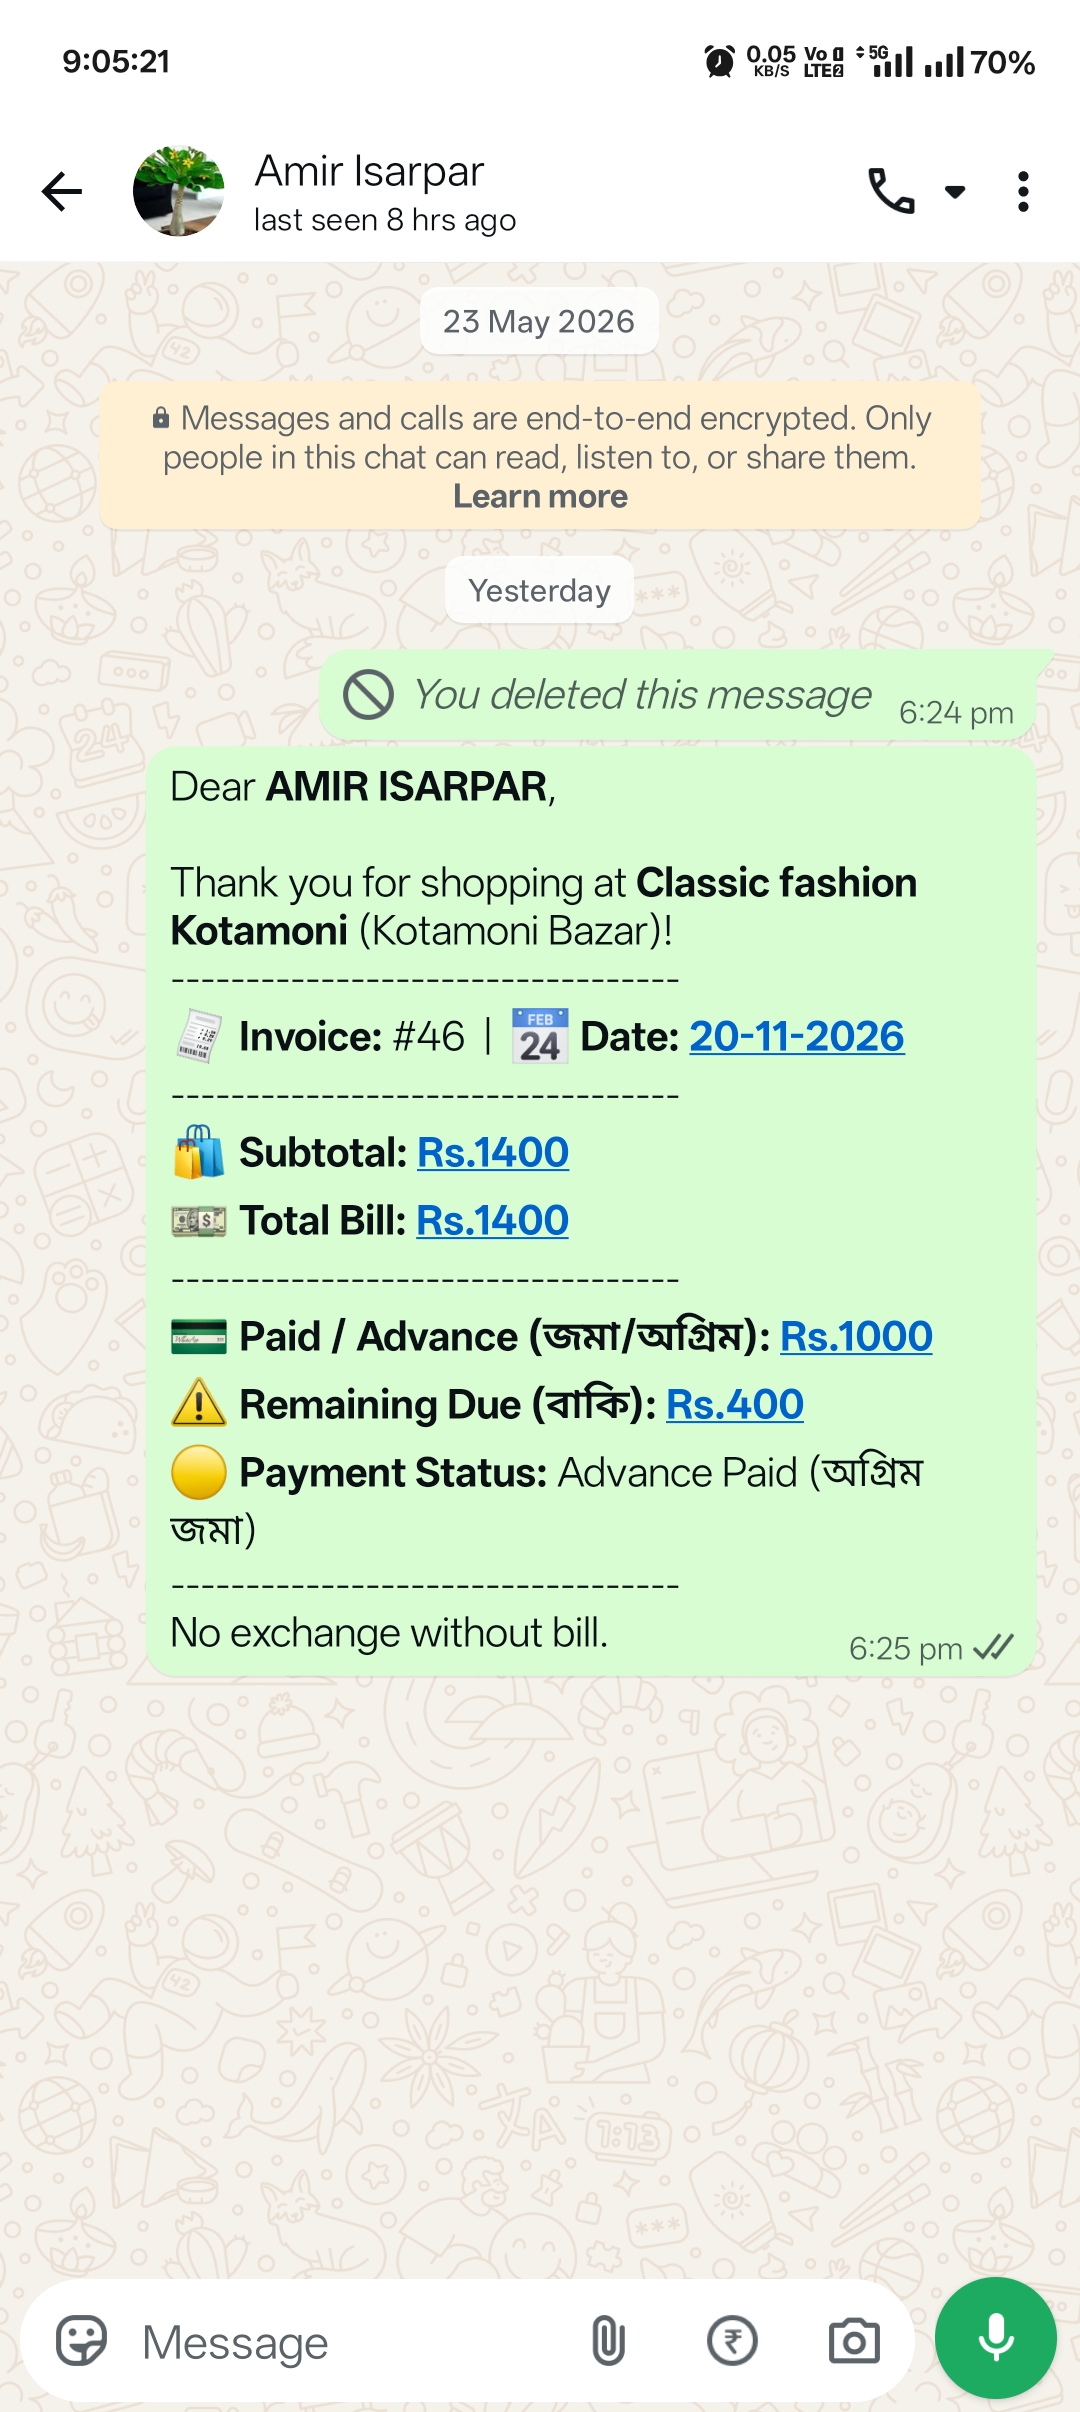 9:05:21
0.05 KB/S Vo LTE 5G 70%
Amir Isarpar
last seen 8 hrs ago
23 May 2026
Messages and calls are end-to-end encrypted. Only
people in this chat can read, listen to, or share them.
Learn more
Yesterday
You deleted this message 6:24 pm
Dear AMIR ISARPAR,
Thank you for shopping at Classic fashion
Kotamoni (Kotamoni Bazar)!
----------------------------------
🧾 Invoice: #46 | 📅 Date: 20-11-2026
----------------------------------
🛍️ Subtotal: Rs.1400
💵 Total Bill: Rs.1400
----------------------------------
💳 Paid / Advance (জমা/অগ্রিম): Rs.1000
⚠️ Remaining Due (বাকি): Rs.400
🟡 Payment Status: Advance Paid (অগ্রিম
জমা)
----------------------------------
No exchange without bill.
6:25 pm
Message